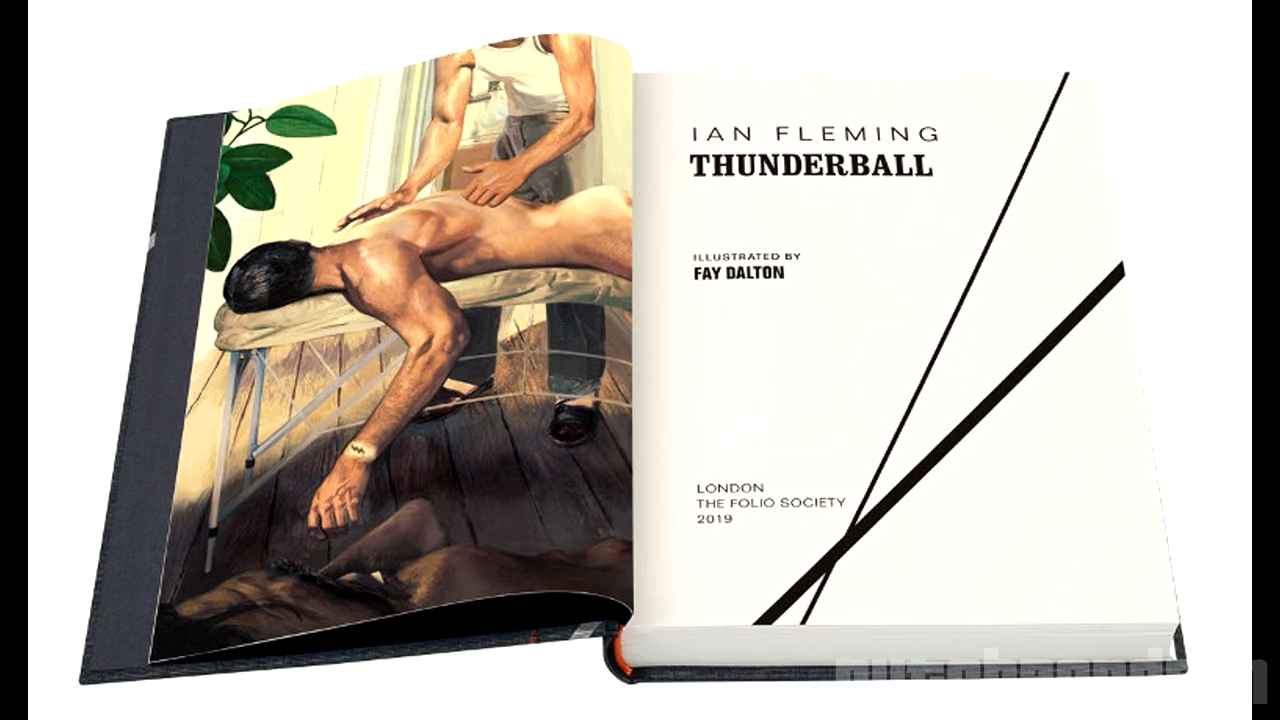 IAN FLEMING
THUNDERBALL
ILLUSTRATED BY
FAY DALTON
LONDON
THE FOLIO SOCIETY
2019